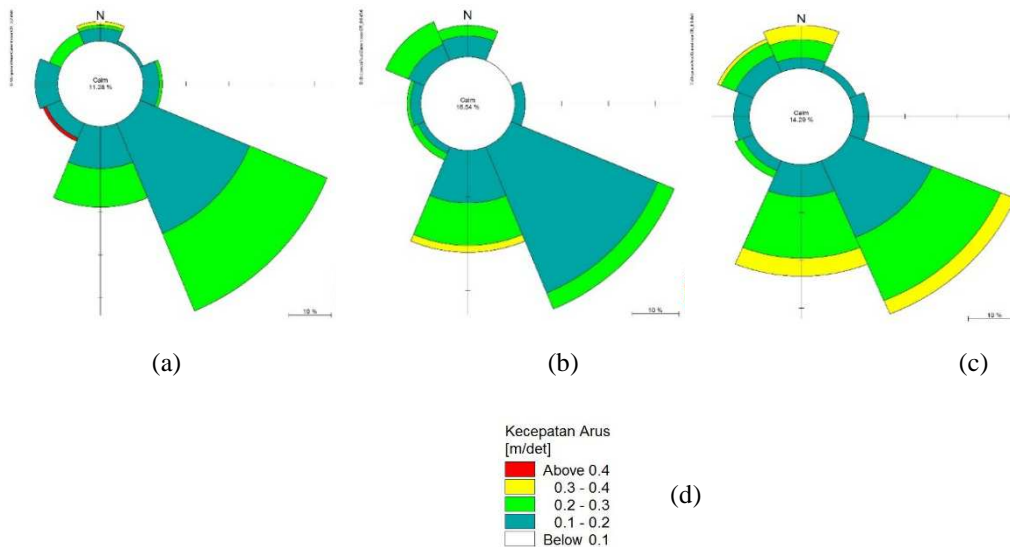 N
Calm
11.38 %
10 %
(a)
N
Calm
16.54 %
10 %
(b)
N
Calm
14.29 %
10 %
(c)
Kecepatan Arus
[m/det]
Above 0.4
0.3 - 0.4
0.2 - 0.3
0.1 - 0.2
Below 0.1
(d)